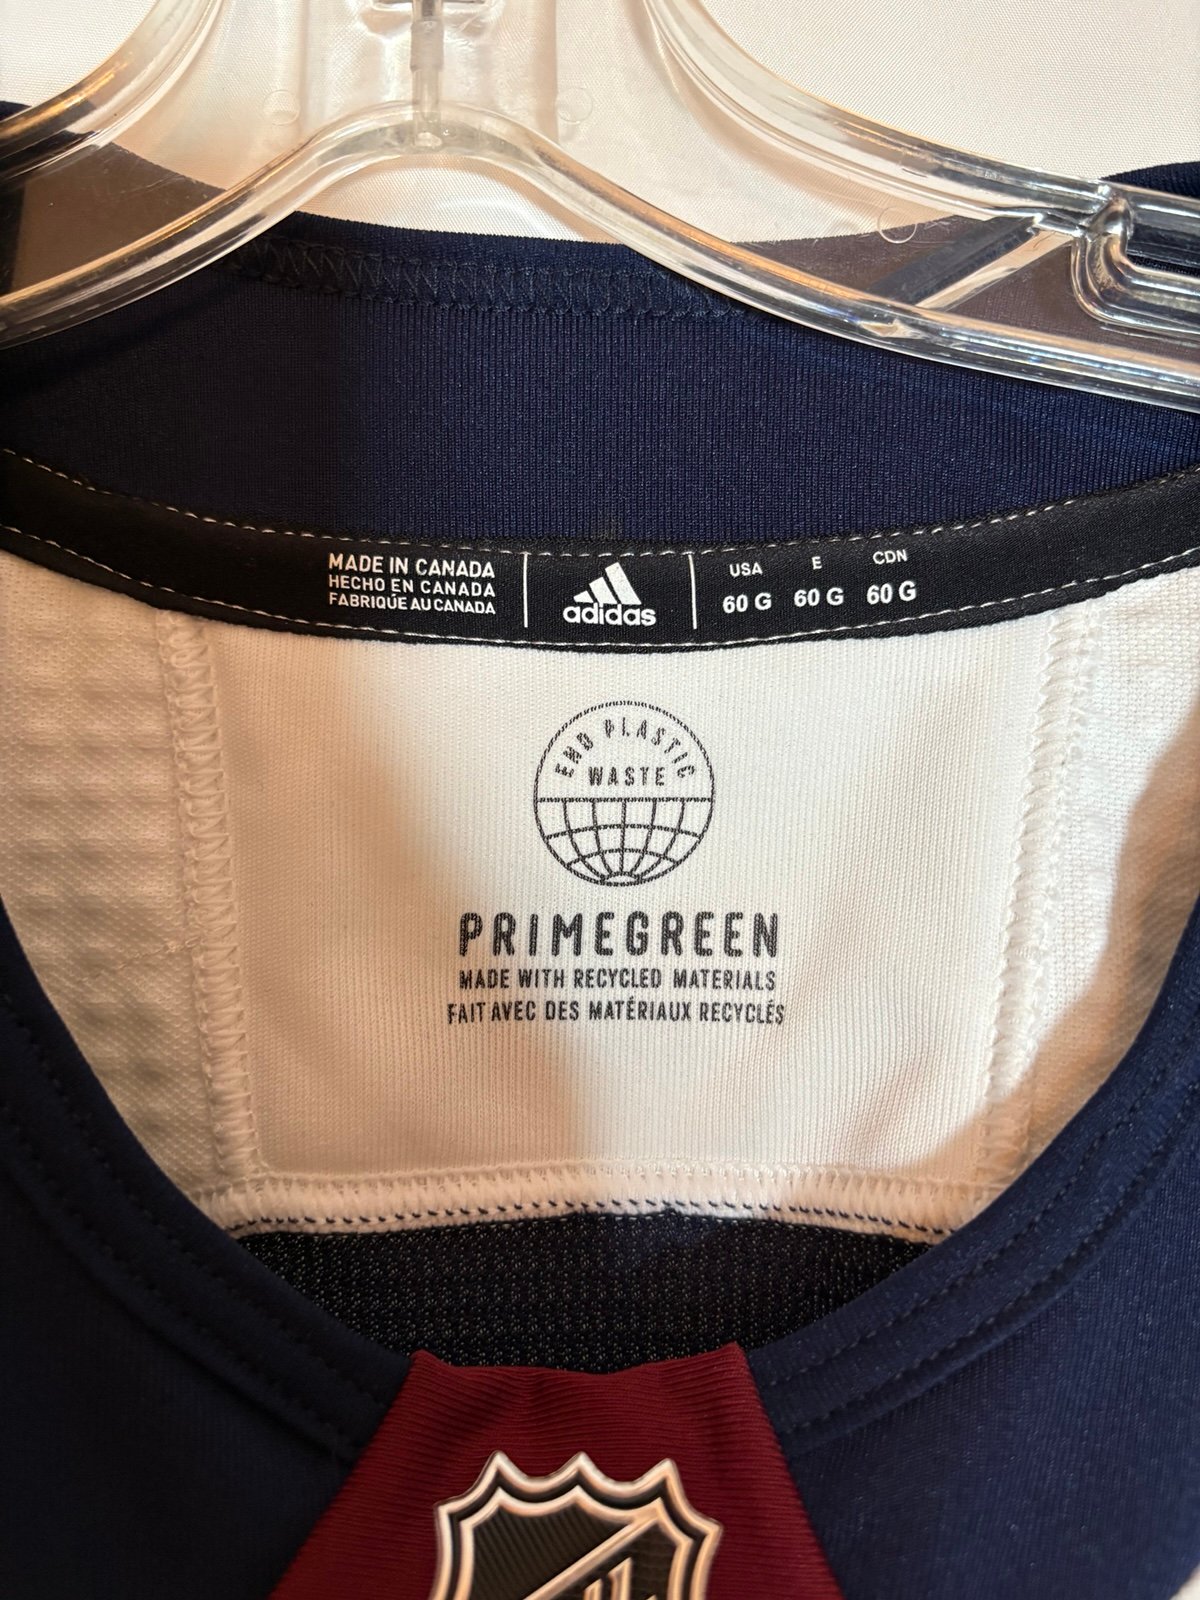 MADE IN CANADA
HECHO EN CANADA
FABRIQUÉ AU CANADA
adidas
USA E CDN
60 G 60 G 60 G
END PLASTIC
WASTE
PRIMEGREEN
MADE WITH RECYCLED MATERIALS
FAIT AVEC DES MATÉRIAUX RECYCLÉS